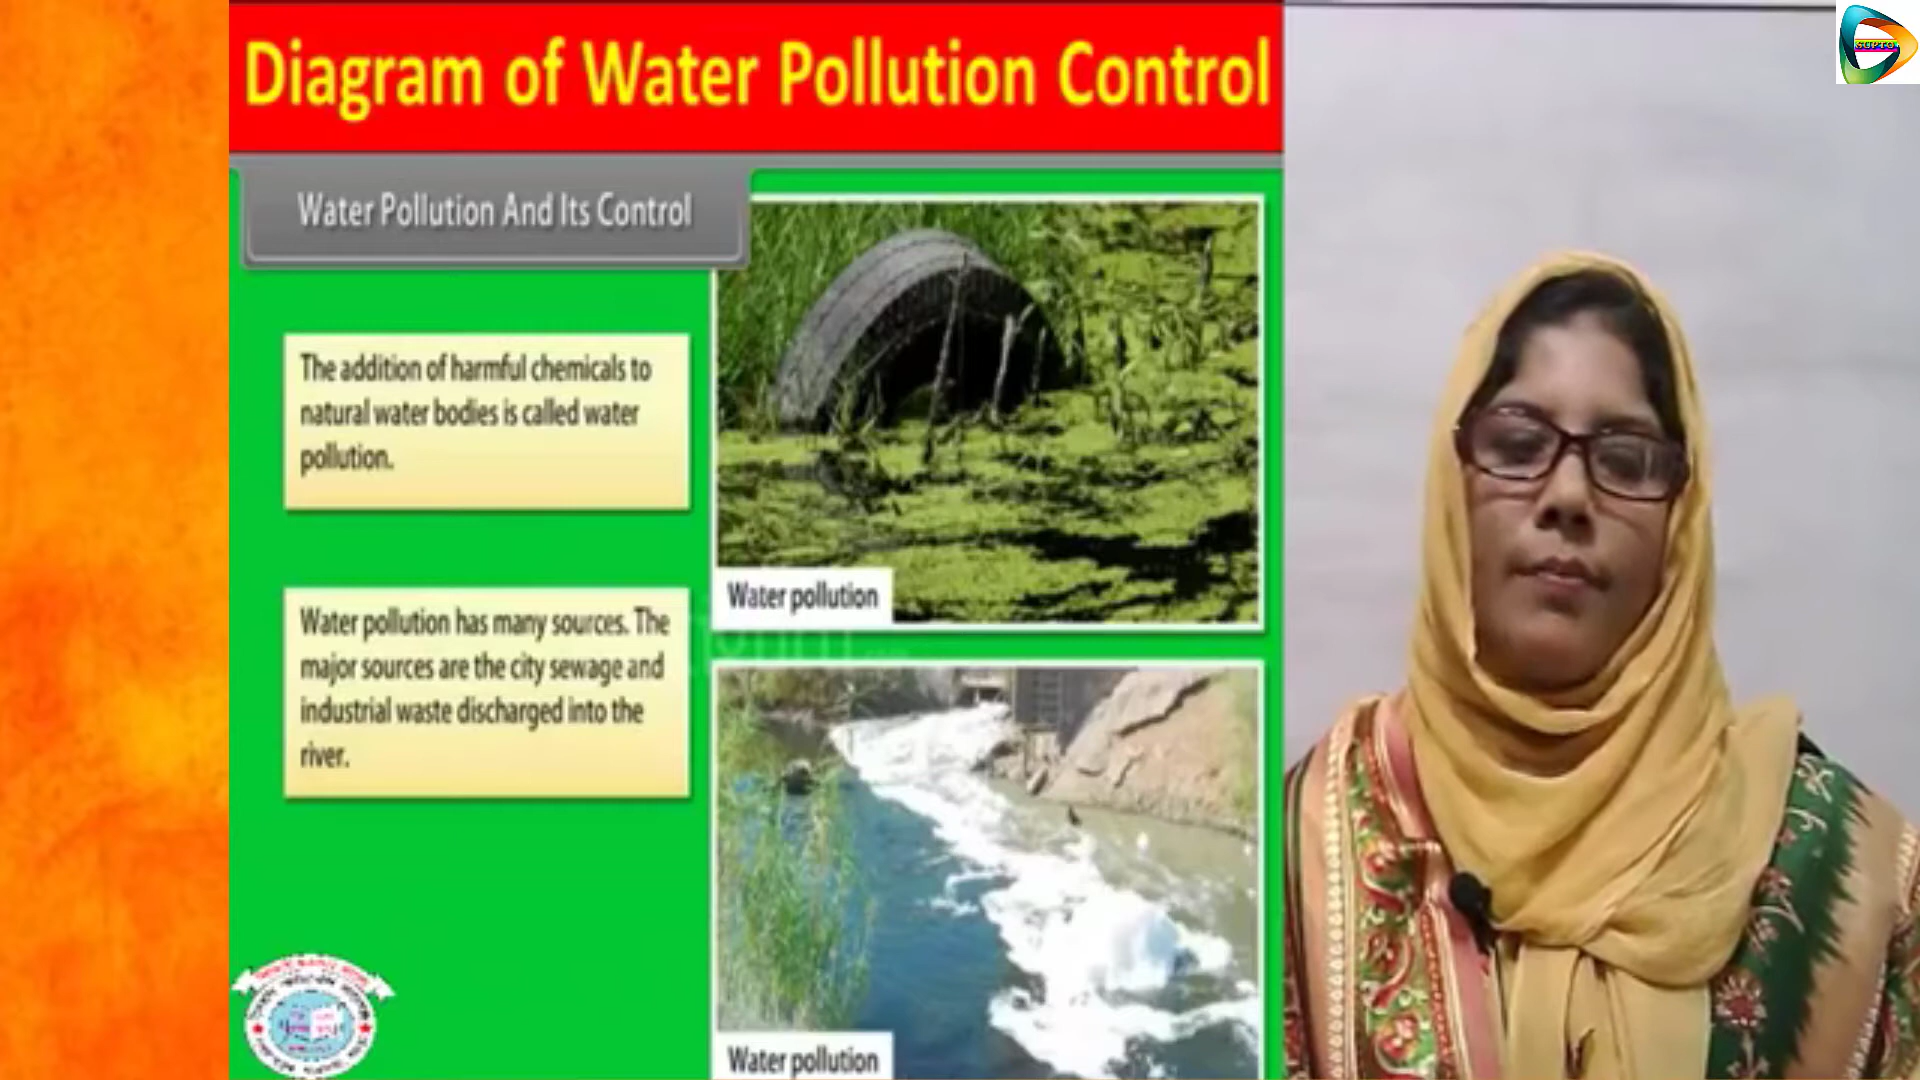 Diagram of Water Pollution Control
SUPTO
Water Pollution And Its Control
The addition of harmful chemicals to
natural water bodies is called water
pollution.
Water pollution
Water pollution has many sources. The
major sources are the city sewage and
industrial waste discharged into the
river.
Water pollution